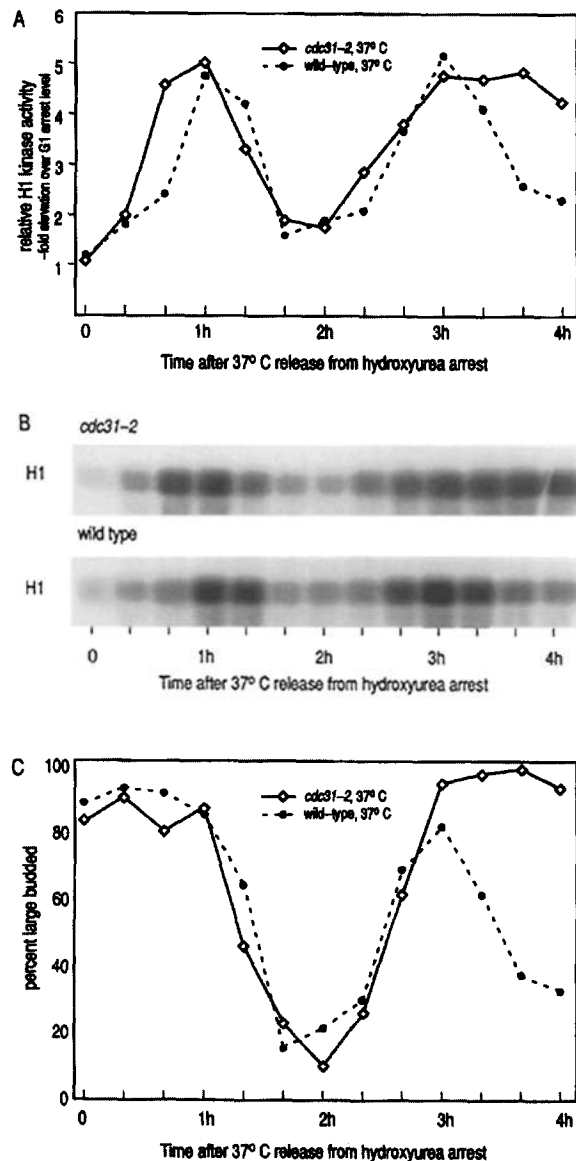 A
relative H1 kinase activity
-fold elevation over G1 arrest level
6
5
4
3
2
1
cdc31-2, 37° C
wild-type, 37° C
0 1h 2h 3h 4h
Time after 37° C release from hydroxyurea arrest
B
cdc31-2
H1
wild type
H1
0 1h 2h 3h 4h
Time after 37° C release from hydroxyurea arrest
C
percent large budded
100
80
60
40
20
0
cdc31-2, 37° C
wild-type, 37° C
0 1h 2h 3h 4h
Time after 37° C release from hydroxyurea arrest